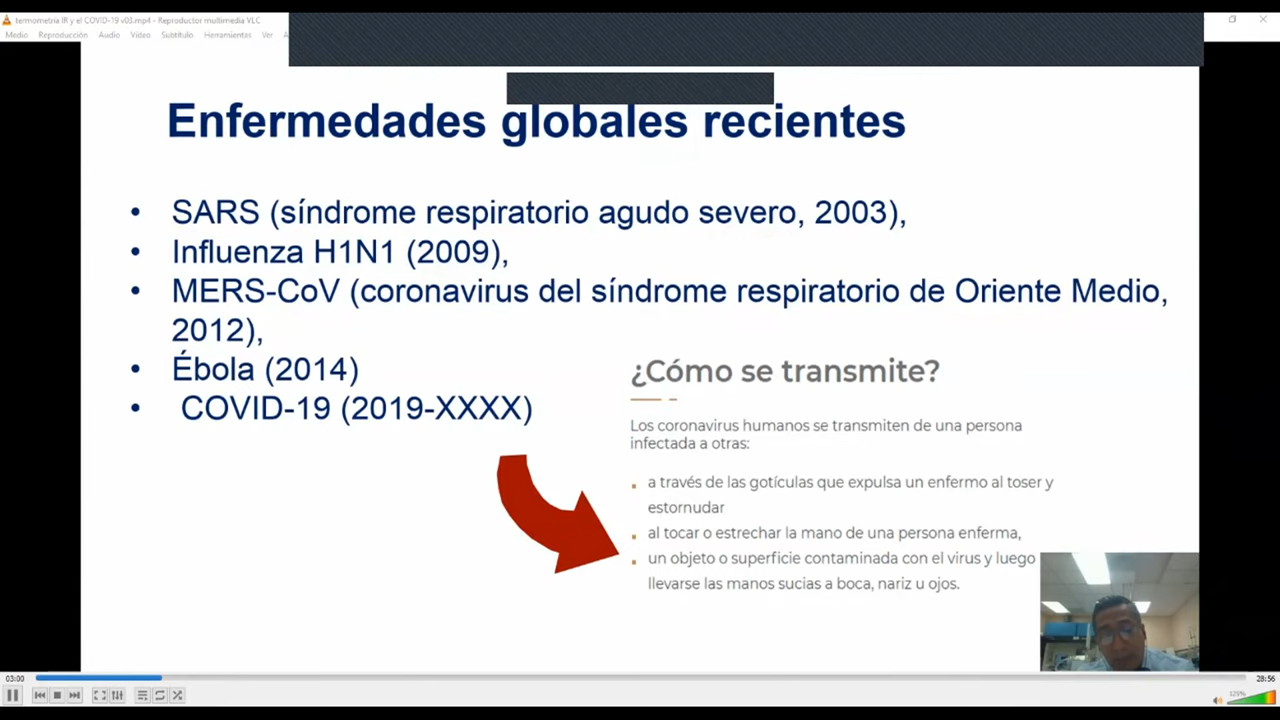 termometria IR y el COVID-19 v03.mp4 - Reproductor multimedia VLC
Medio Reproducción Audio Video Subtítulo Herramientas Ver
Enfermedades globales recientes
• SARS (síndrome respiratorio agudo severo, 2003),
• Influenza H1N1 (2009),
• MERS-CoV (coronavirus del síndrome respiratorio de Oriente Medio,
2012),
• Ébola (2014)
• COVID-19 (2019-XXXX)
¿Cómo se transmite?
Los coronavirus humanos se transmiten de una persona
infectada a otras:
a través de las gotículas que expulsa un enfermo al toser y
estornudar
al tocar o estrechar la mano de una persona enferma,
un objeto o superficie contaminada con el virus y luego
llevarse las manos sucias a boca, nariz u ojos.
03:00
28:56